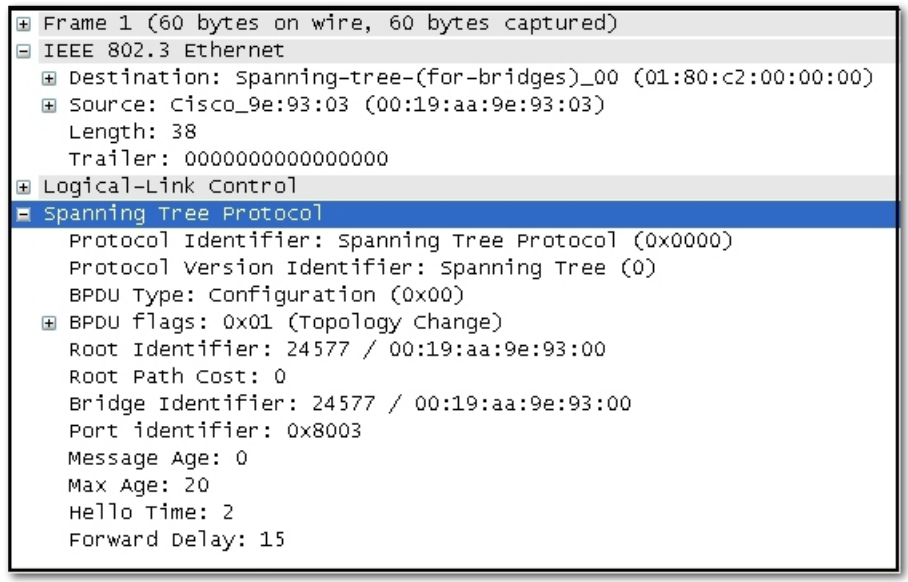 Frame 1 (60 bytes on wire, 60 bytes captured)
IEEE 802.3 Ethernet
Destination: Spanning-tree-(for-bridges)_00 (01:80:c2:00:00:00)
Source: Cisco_9e:93:03 (00:19:aa:9e:93:03)
Length: 38
Trailer: 0000000000000000
Logical-Link Control
Spanning Tree Protocol
Protocol Identifier: Spanning Tree Protocol (0x0000)
Protocol Version Identifier: Spanning Tree (0)
BPDU Type: Configuration (0x00)
BPDU flags: 0x01 (Topology Change)
Root Identifier: 24577 / 00:19:aa:9e:93:00
Root Path Cost: 0
Bridge Identifier: 24577 / 00:19:aa:9e:93:00
Port identifier: 0x8003
Message Age: 0
Max Age: 20
Hello Time: 2
Forward Delay: 15